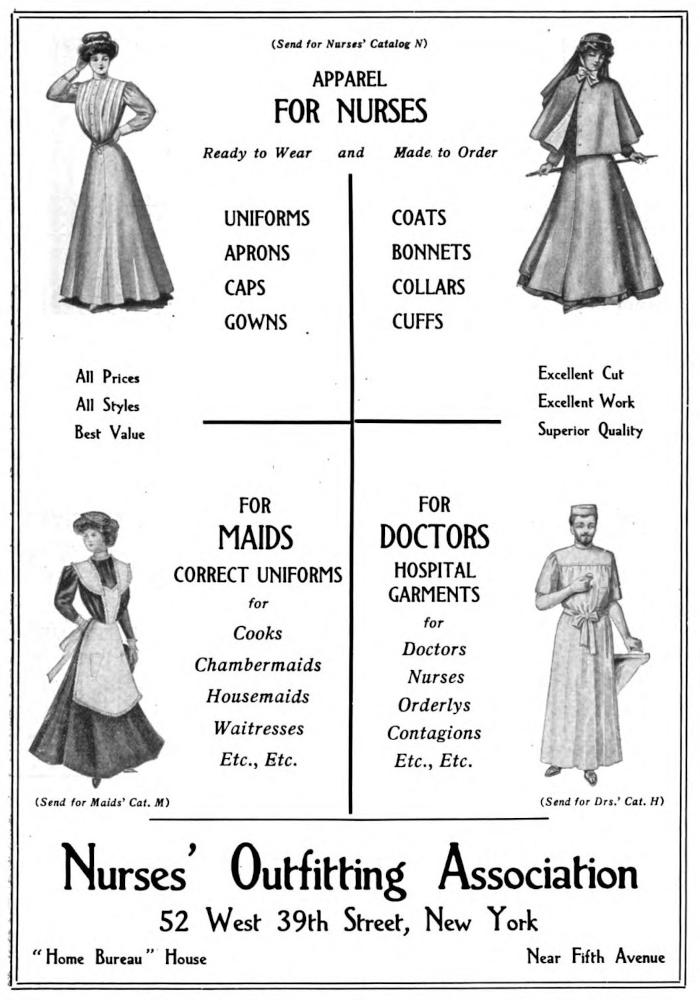 (Send for Nurses' Catalog N)
APPAREL
FOR NURSES
Ready to Wear and Made to Order
UNIFORMS
APRONS
CAPS
GOWNS
COATS
BONNETS
COLLARS
CUFFS
All Prices
All Styles
Best Value
Excellent Cut
Excellent Work
Superior Quality
FOR
MAIDS
CORRECT UNIFORMS
for
Cooks
Chambermaids
Housemaids
Waitresses
Etc., Etc.
(Send for Maids' Cat. M)
FOR
DOCTORS
HOSPITAL
GARMENTS
for
Doctors
Nurses
Orderlys
Contagions
Etc., Etc.
(Send for Drs.' Cat. H)
Nurses' Outfitting Association
52 West 39th Street, New York
"Home Bureau" House
Near Fifth Avenue